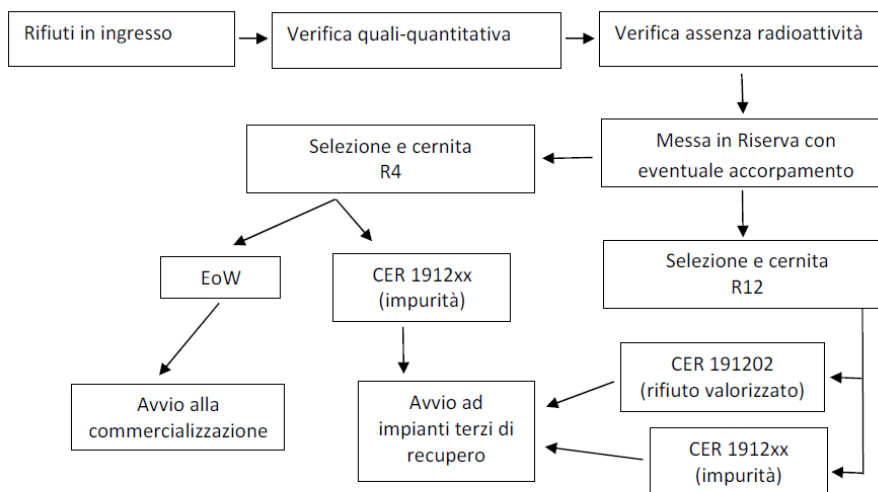 Rifiuti in ingresso
Verifica quali-quantitativa
Verifica assenza radioattività
Selezione e cernita
R4
Messa in Riserva con
eventuale accorpamento
EoW
CER 1912xx
(impurità)
Selezione e cernita
R12
Avvio alla
commercializzazione
Avvio ad
impianti terzi di
recupero
CER 191202
(rifiuto valorizzato)
CER 1912xx
(impurità)